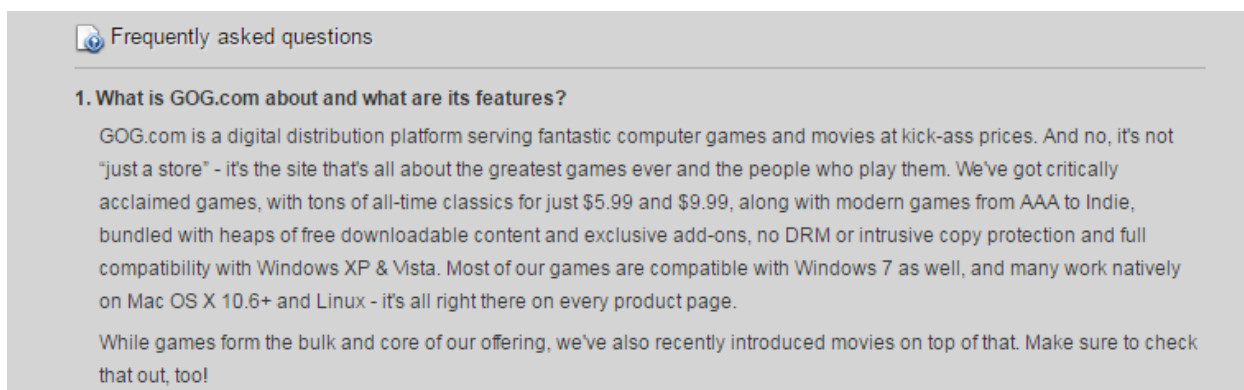 Frequently asked questions
1. What is GOG.com about and what are its features?
GOG.com is a digital distribution platform serving fantastic computer games and movies at kick-ass prices. And no, it's not
“just a store” - it's the site that's all about the greatest games ever and the people who play them. We've got critically
acclaimed games, with tons of all-time classics for just $5.99 and $9.99, along with modern games from AAA to Indie,
bundled with heaps of free downloadable content and exclusive add-ons, no DRM or intrusive copy protection and full
compatibility with Windows XP & Vista. Most of our games are compatible with Windows 7 as well, and many work natively
on Mac OS X 10.6+ and Linux - it's all right there on every product page.
While games form the bulk and core of our offering, we've also recently introduced movies on top of that. Make sure to check
that out, too!